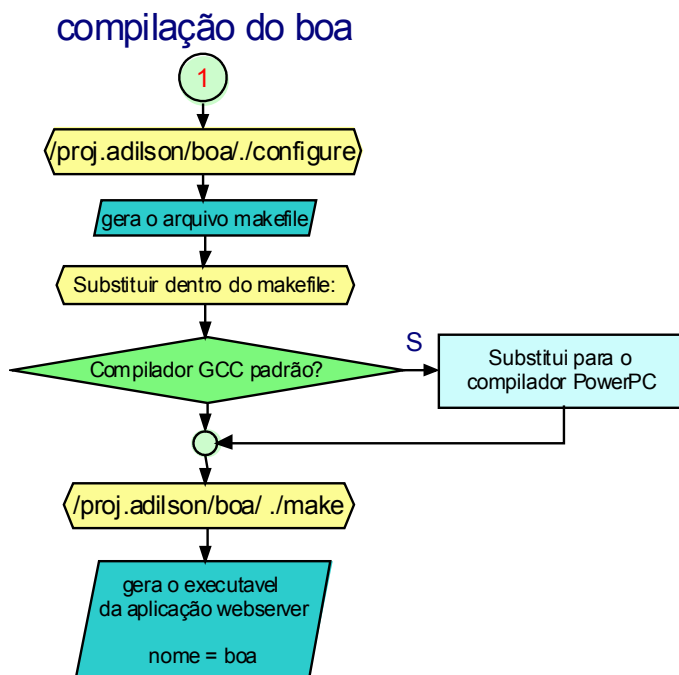 compilação do boa
1
/proj.adilson/boa/./configure
gera o arquivo makefile
Substituir dentro do makefile:
Compilador GCC padrão?
S
Substitui para o
compilador PowerPC
/proj.adilson/boa/ ./make
gera o executavel
da aplicação webserver
nome = boa